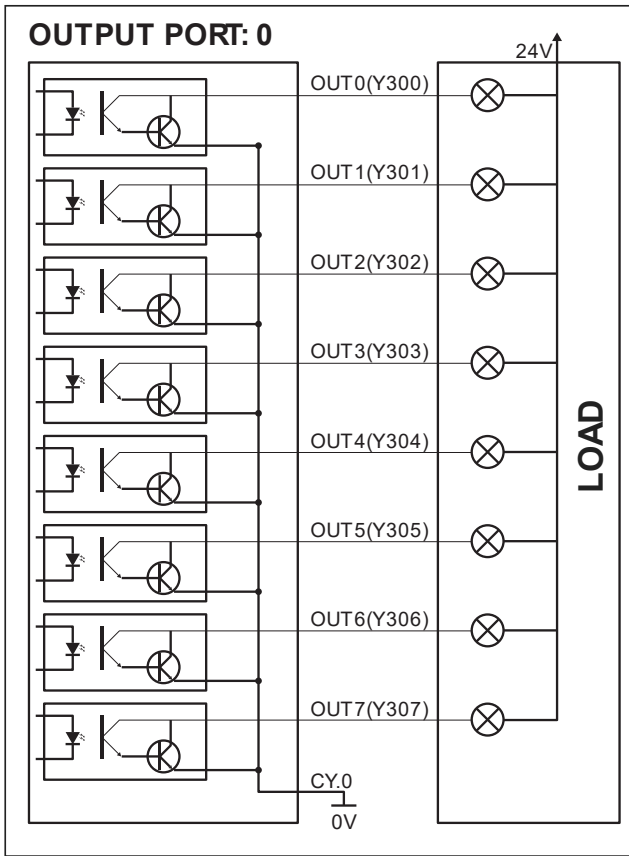 OUTPUT PORT: 0
24V
OUT0(Y300)
OUT1(Y301)
OUT2(Y302)
OUT3(Y303)
OUT4(Y304)
OUT5(Y305)
OUT6(Y306)
OUT7(Y307)
LOAD
CY.0
0V